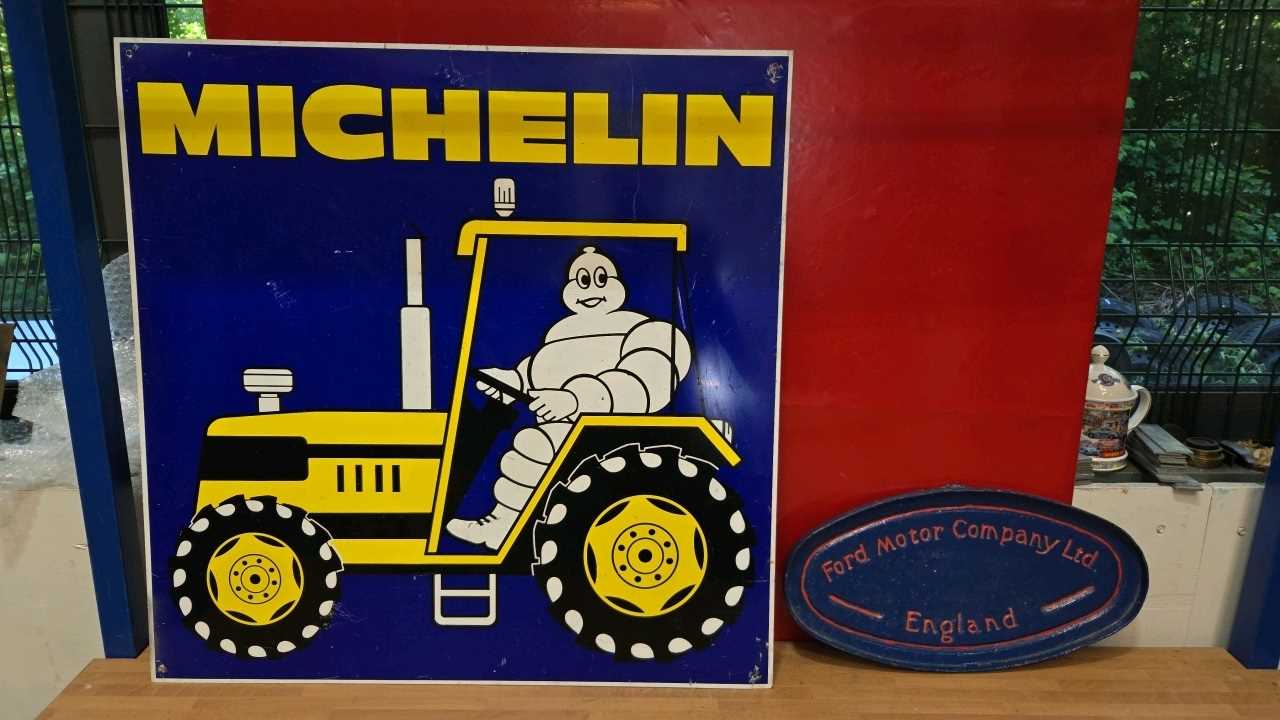 MICHELIN
Ford Motor Company Ltd.
England